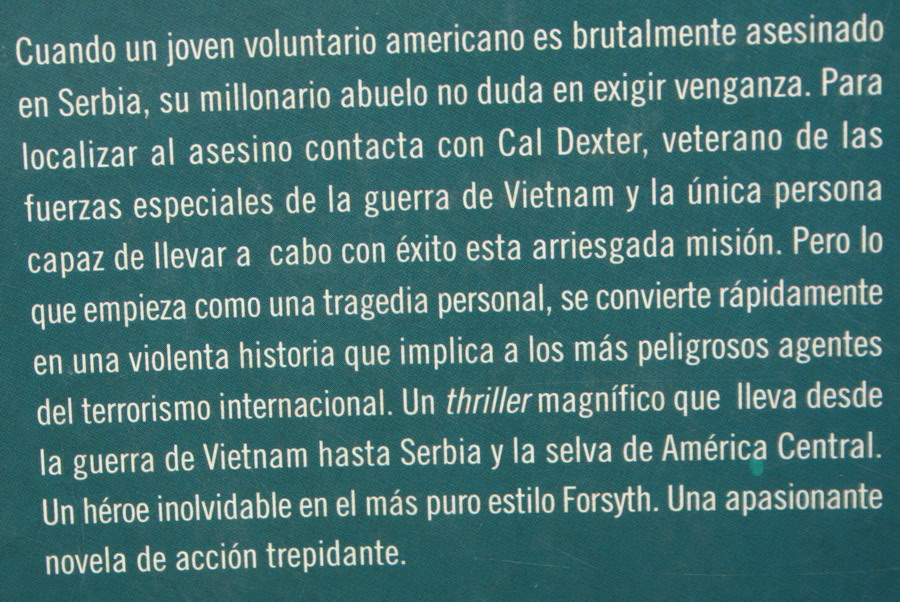 Cuando un joven voluntario americano es brutalmente asesinado
en Serbia, su millonario abuelo no duda en exigir venganza. Para
localizar al asesino contacta con Cal Dexter, veterano de las
fuerzas especiales de la guerra de Vietnam y la única persona
capaz de llevar a cabo con éxito esta arriesgada misión. Pero lo
que empieza como una tragedia personal, se convierte rápidamente
en una violenta historia que implica a los más peligrosos agentes
del terrorismo internacional. Un thriller magnífico que lleva desde
la guerra de Vietnam hasta Serbia y la selva de América Central.
Un héroe inolvidable en el más puro estilo Forsyth. Una apasionante
novela de acción trepidante.